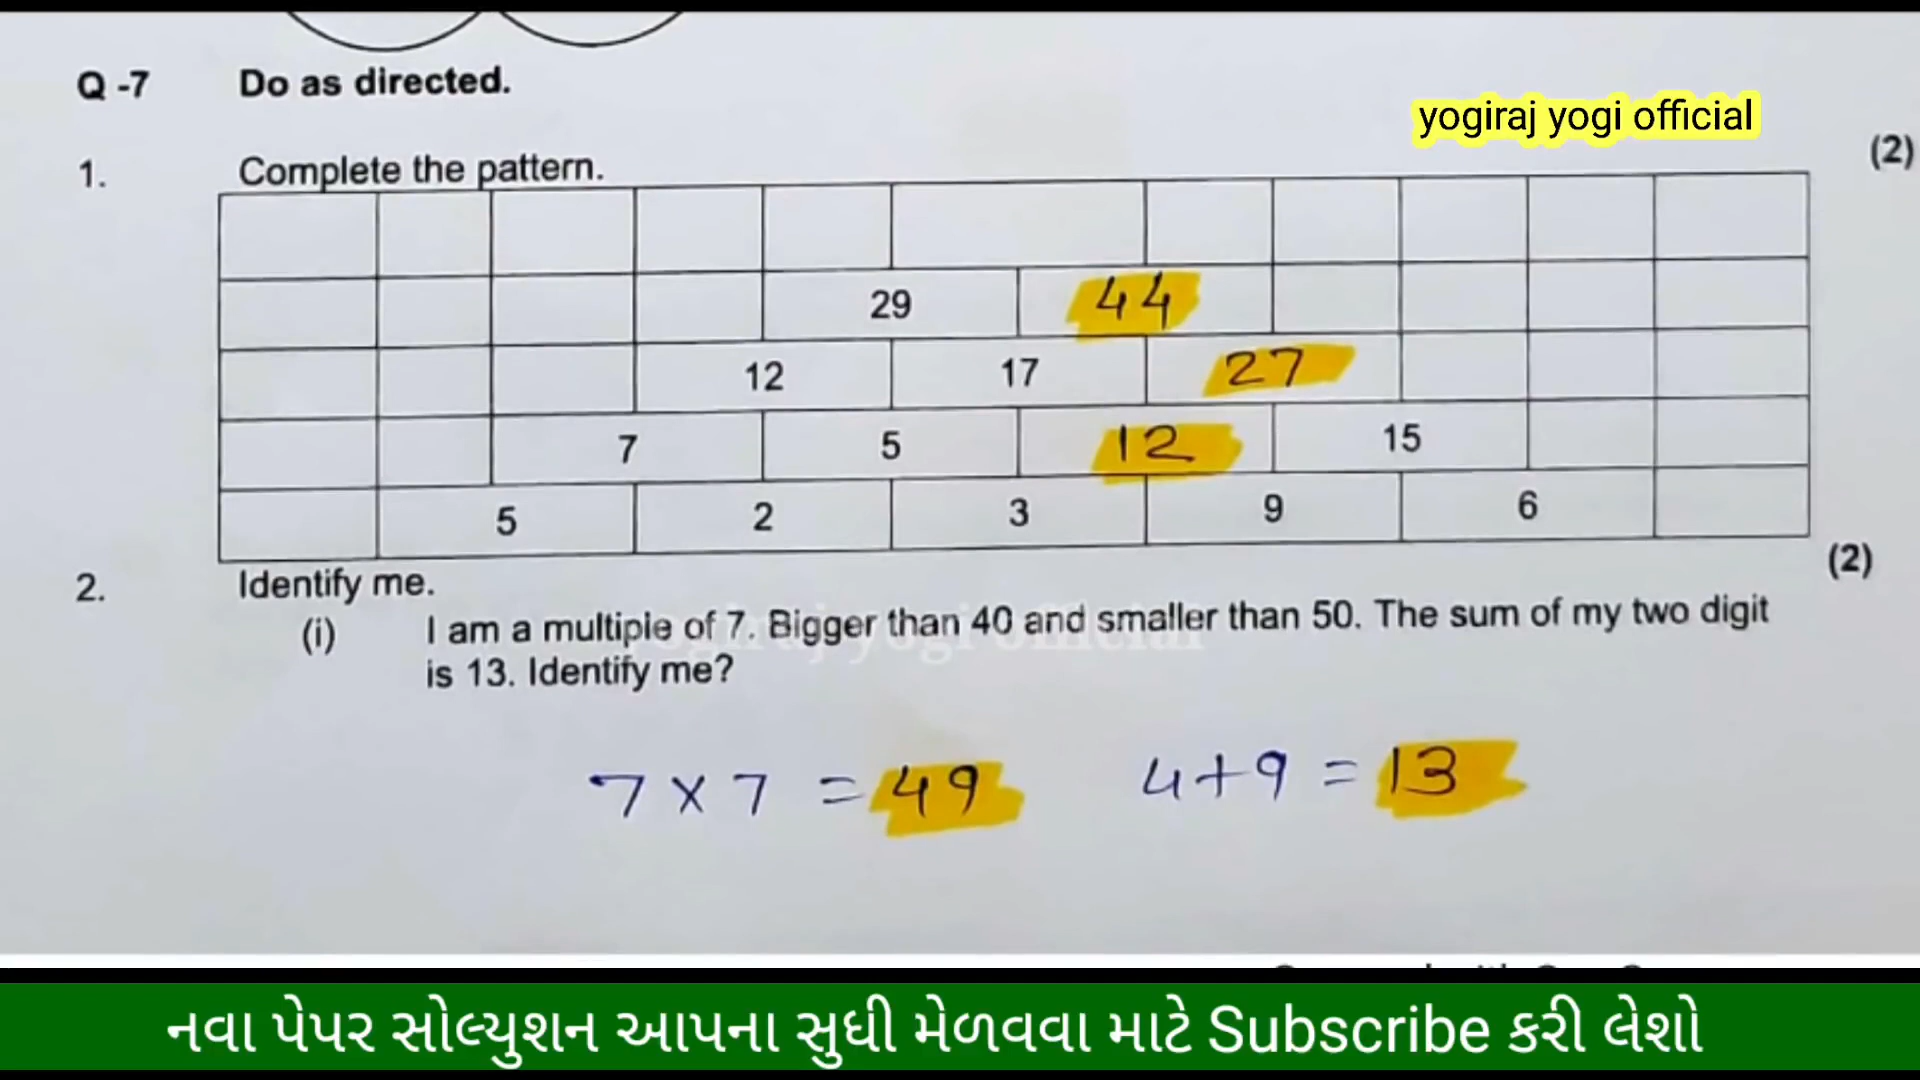 Q -7 Do as directed.
yogiraj yogi official
(2)
1. Complete the pattern.
29 44
12 17 27
7 5 12 15
5 2 3 9 6
(2)
2. Identify me.
(i) I am a multiple of 7. Bigger than 40 and smaller than 50. The sum of my two digit
is 13. Identify me?
yogiraj yogi official
7 x 7 = 49 4+9 = 13
નવા પેપર સોલ્યુશન આપના સુધી મેળવવા માટે Subscribe કરી લેશો